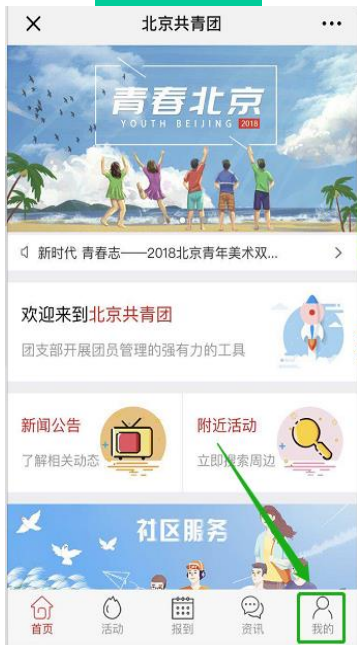 北京共青团
青春北京
YOUTH BEIJING 2018
新时代 青春志——2018北京青年美术双...
欢迎来到北京共青团
团支部开展团员管理的强有力的工具
新闻公告
了解相关动态
附近活动
立即搜索周边
社区服务
首页
活动
报到
资讯
我的